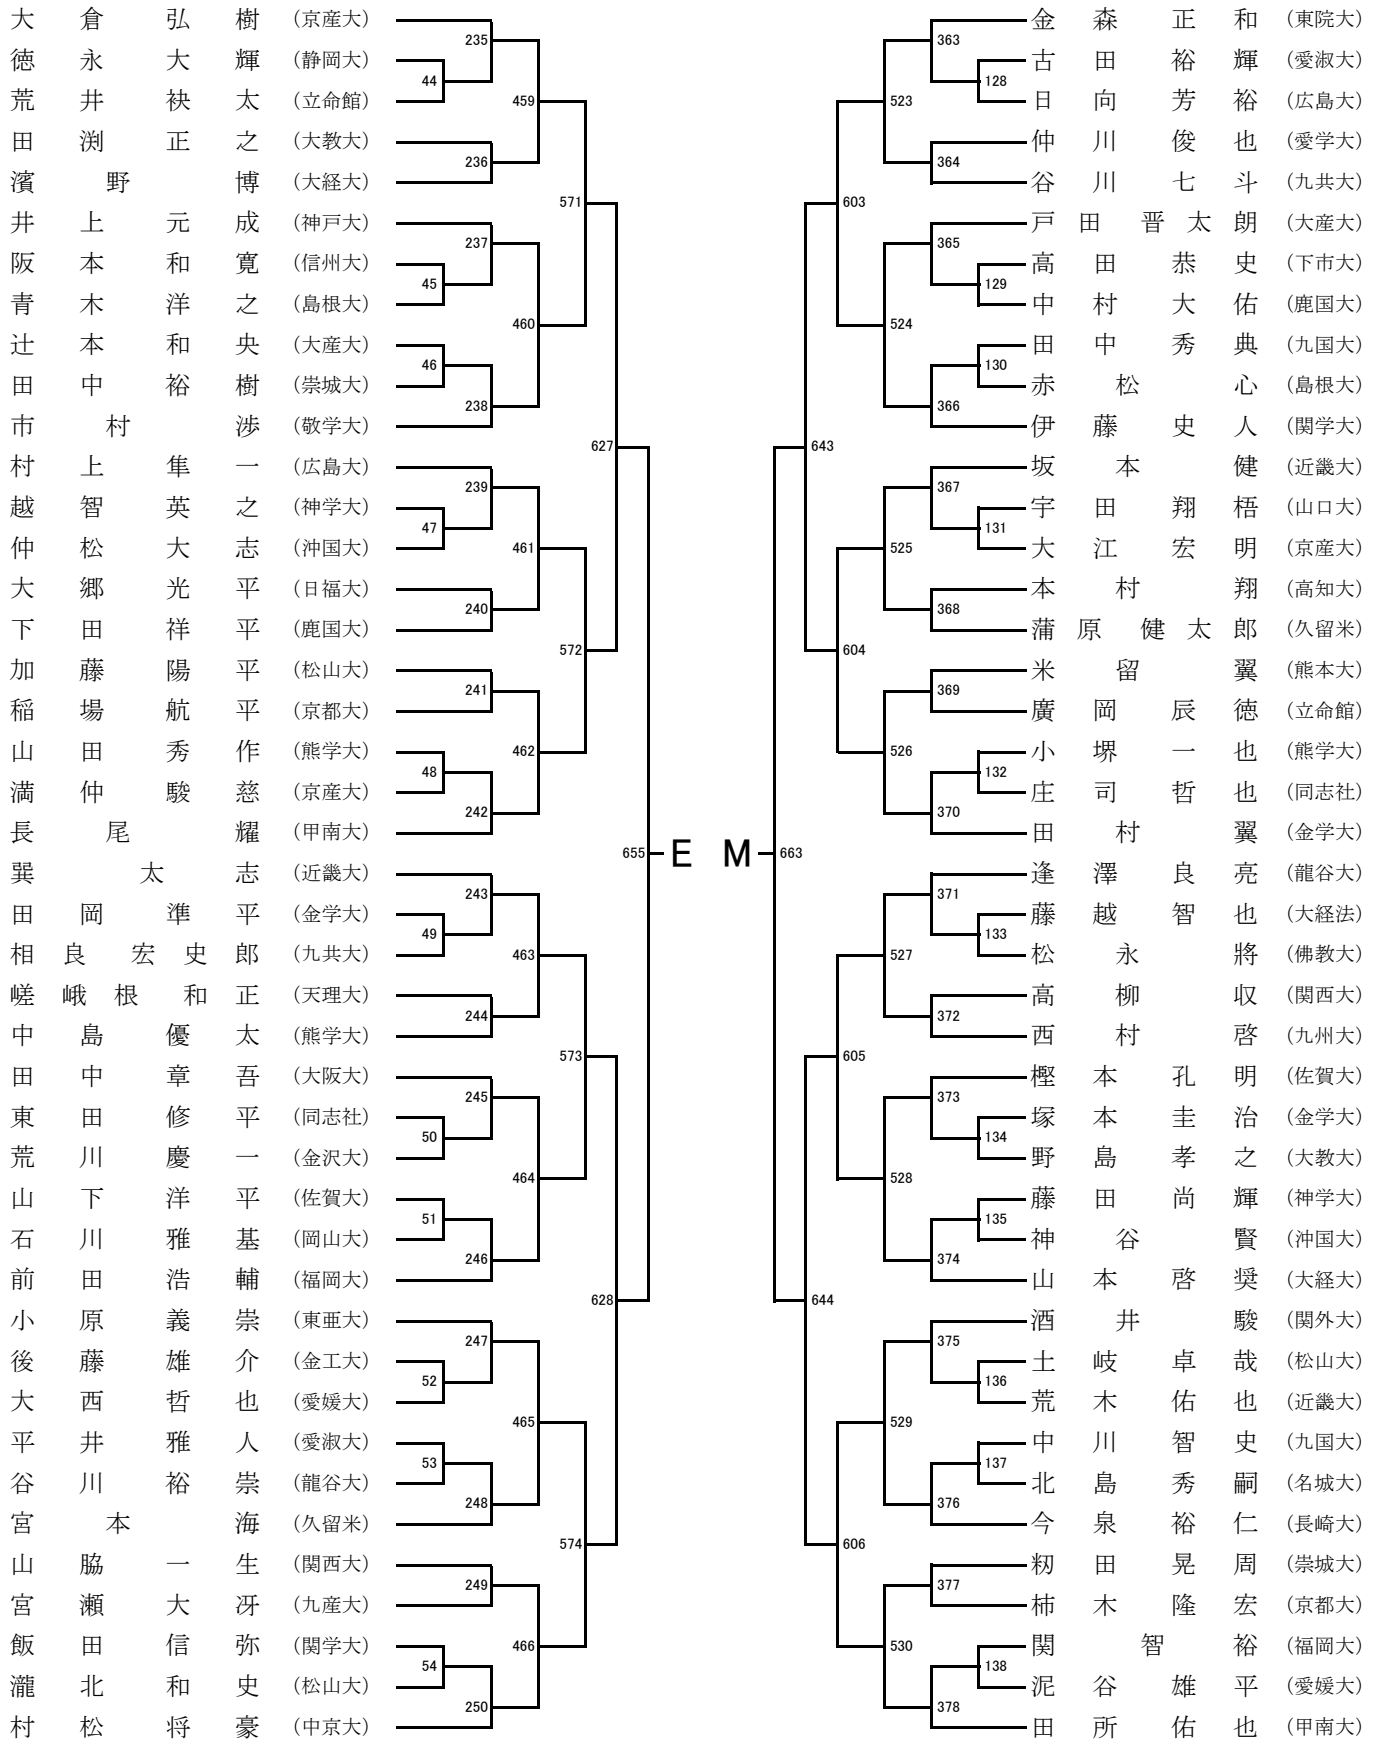 大倉弘樹 (京産大)
235
徳永大輝 (静岡大)
44
荒井袂太 (立命館)
459
田渕正之 (大教大)
236
濱野博 (大経大)
571
井上元成 (神戸大)
237
阪本和寛 (信州大)
45
青木洋之 (島根大)
460
辻本和央 (大産大)
46
田中裕樹 (崇城大)
238
市村渉 (敬学大)
627
村上隼一 (広島大)
239
越智英之 (神学大)
47
仲松大志 (沖国大)
461
大郷光平 (日福大)
240
下田祥平 (鹿国大)
572
加藤陽平 (松山大)
241
稲場航平 (京都大)
462
山田秀作 (熊学大)
48
満仲駿慈 (京産大)
242
長尾耀 (甲南大)
655 E
巽太志 (近畿大)
243
田岡準平 (金学大)
49
相良宏史郎 (九共大)
463
嵯峨根和正 (天理大)
244
中島優太 (熊学大)
573
田中章吾 (大阪大)
245
東田修平 (同志社)
50
荒川慶一 (金沢大)
464
山下洋平 (佐賀大)
51
石川雅基 (岡山大)
246
前田浩輔 (福岡大)
628
小原義崇 (東亜大)
247
後藤雄介 (金工大)
52
大西哲也 (愛媛大)
465
平井雅人 (愛淑大)
53
谷川裕崇 (龍谷大)
248
宮本海 (久留米)
574
山脇一生 (関西大)
249
宮瀬大冴 (九産大)
466
飯田信弥 (関学大)
54
瀧北和史 (松山大)
250
村松将豪 (中京大)
金森正和 (東院大)
363
古田裕輝 (愛淑大)
128
日向芳裕 (広島大)
523
仲川俊也 (愛学大)
364
谷川七斗 (九共大)
603
戸田晋太朗 (大産大)
365
高田恭史 (下市大)
129
中村大佑 (鹿国大)
524
田中秀典 (九国大)
130
赤松心 (島根大)
366
伊藤史人 (関学大)
643
坂本健 (近畿大)
367
宇田翔梧 (山口大)
131
大江宏明 (京産大)
525
本村翔 (高知大)
368
蒲原健太郎 (久留米)
604
米留翼 (熊本大)
369
廣岡辰徳 (立命館)
526
小堺一也 (熊学大)
132
庄司哲也 (同志社)
370
田村翼 (金学大)
M 663
逢澤良亮 (龍谷大)
371
藤越智也 (大経法)
133
松永將 (佛教大)
527
高柳収 (関西大)
372
西村啓 (九州大)
605
樫本孔明 (佐賀大)
373
塚本圭治 (金学大)
134
野島孝之 (大教大)
528
藤田尚輝 (神学大)
135
神谷賢 (沖国大)
374
山本啓奨 (大経大)
644
酒井駿 (関外大)
375
土岐卓哉 (松山大)
136
荒木佑也 (近畿大)
529
中川智史 (九国大)
137
北島秀嗣 (名城大)
376
今泉裕仁 (長崎大)
606
籾田晃周 (崇城大)
377
柿木隆宏 (京都大)
530
関智裕 (福岡大)
138
泥谷雄平 (愛媛大)
378
田所佑也 (甲南大)